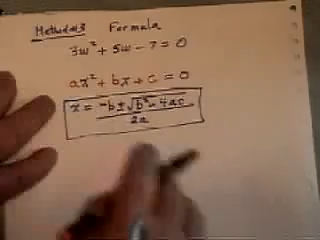 Method#3 Formula
3w² + 5w - 7 = 0
ax² + bx + c = 0
x = -b ± √b² - 4ac / 2a